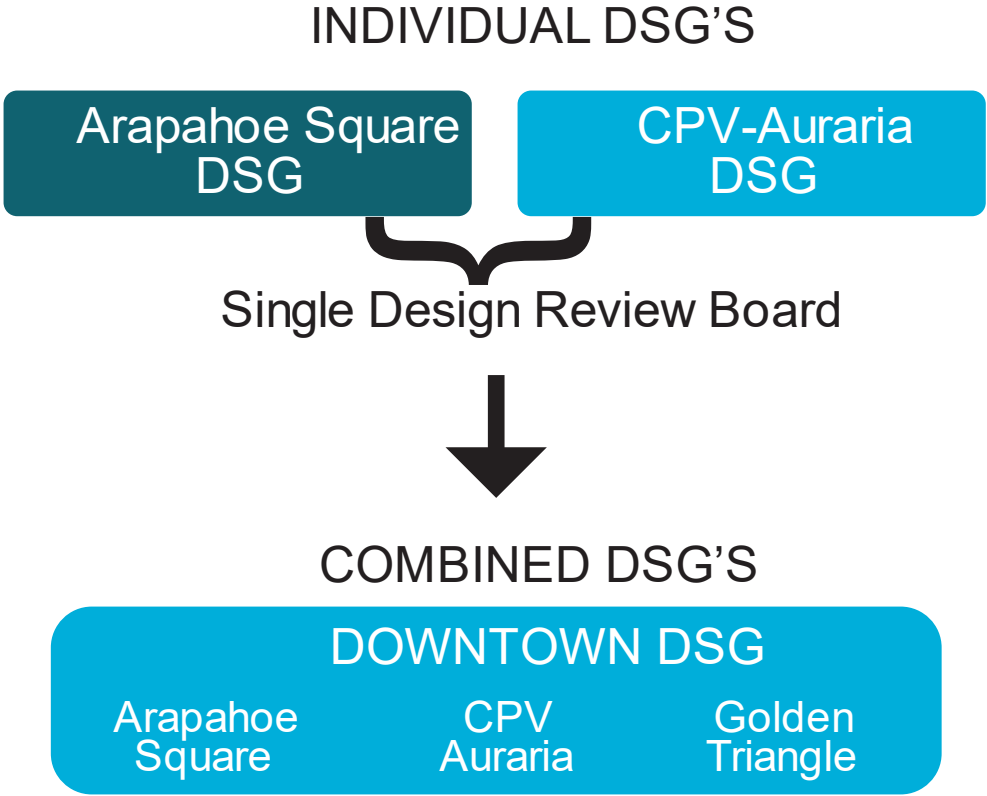 INDIVIDUAL DSG’S
Arapahoe Square
DSG
CPV-Auraria
DSG
Single Design Review Board
COMBINED DSG’S
DOWNTOWN DSG
Arapahoe
Square
CPV
Auraria
Golden
Triangle